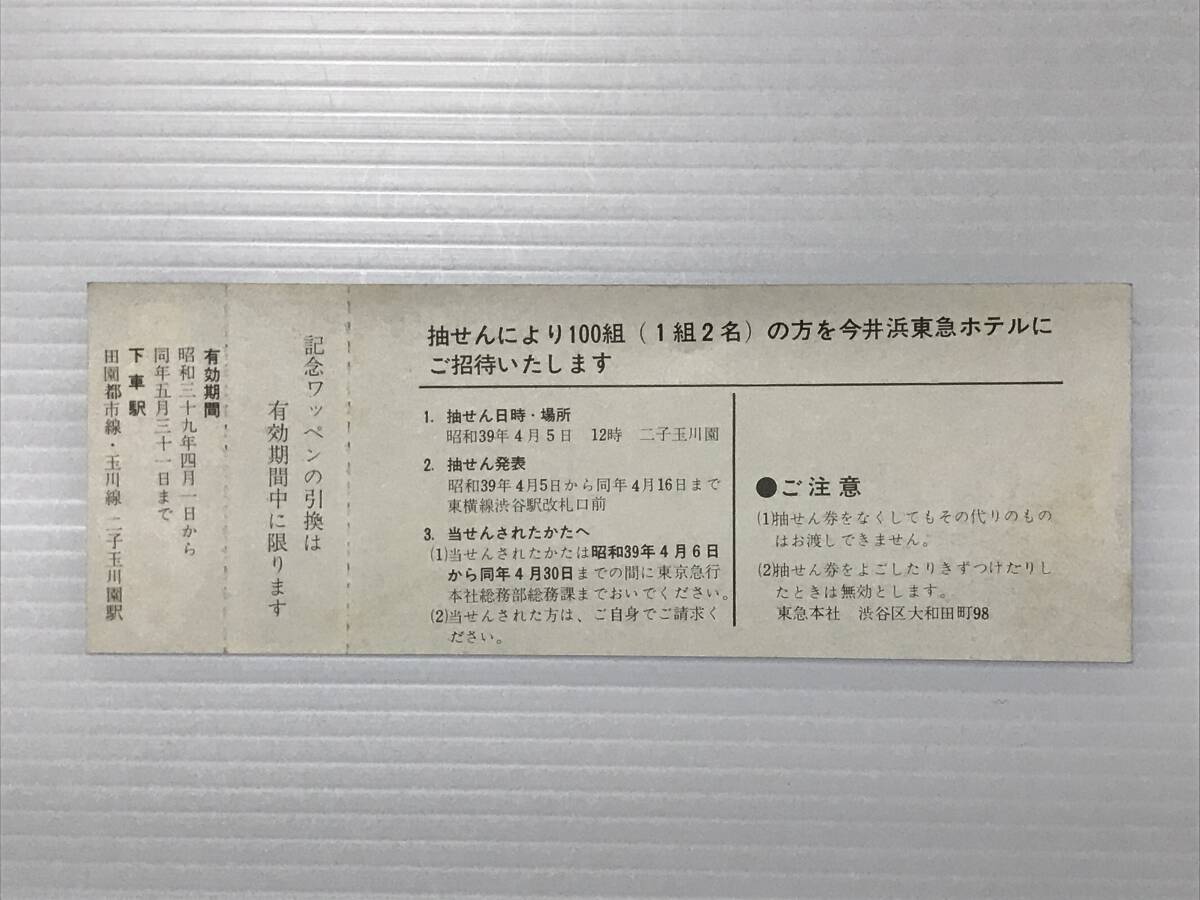 抽せんにより100組(1組2名)の方を今井浜東急ホテルに
ご招待いたします
1. 抽せん日時・場所
昭和39年4月5日 12時 二子玉川園
2. 抽せん発表
昭和39年4月5日から同年4月16日まで
東横線渋谷駅改札口前
3. 当せんされたかたへ
(1)当せんされたかたは昭和39年4月6日
から同年4月30日までの間に東京急行
本社総務部総務課までおいでください。
(2)当せんされた方は、ご自身でご請求く
ださい。
●ご注意
(1)抽せん券をなくしてもその代りのもの
はお渡しできません。
(2)抽せん券をよごしたりきずつけたりし
たときは無効とします。
東急本社 渋谷区大和田町98
記念ワッペンの引換は
有効期間中に限ります
有効期間
昭和三十九年四月一日から
同年五月三十一日まで
下車駅
田園都市線・玉川線 二子玉川園駅